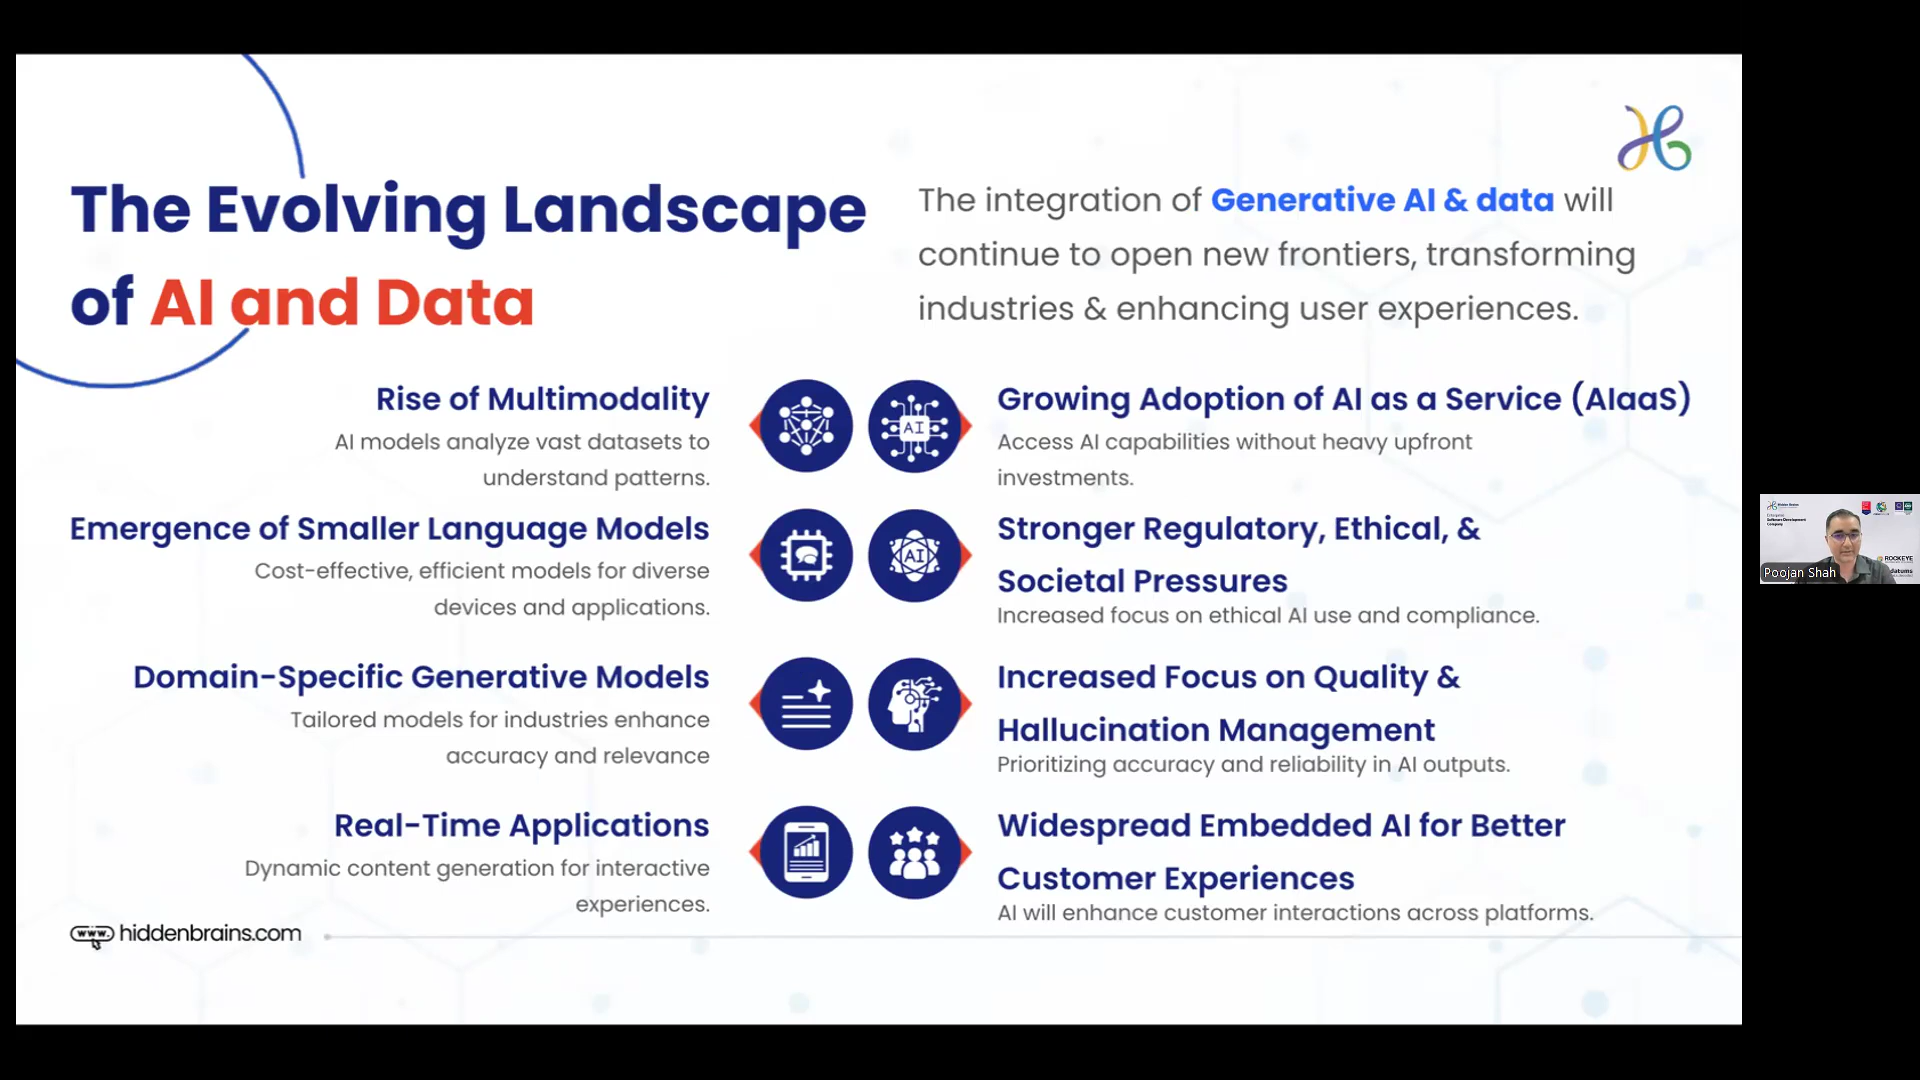 The Evolving Landscape
of AI and Data
The integration of Generative AI & data will
continue to open new frontiers, transforming
industries & enhancing user experiences.
Rise of Multimodality
AI models analyze vast datasets to
understand patterns.
Emergence of Smaller Language Models
Cost-effective, efficient models for diverse
devices and applications.
Domain-Specific Generative Models
Tailored models for industries enhance
accuracy and relevance
Real-Time Applications
Dynamic content generation for interactive
experiences.
AI
Growing Adoption of AI as a Service (AIaaS)
Access AI capabilities without heavy upfront
investments.
AI
Stronger Regulatory, Ethical, &
Societal Pressures
Increased focus on ethical AI use and compliance.
Increased Focus on Quality &
Hallucination Management
Prioritizing accuracy and reliability in AI outputs.
Widespread Embedded AI for Better
Customer Experiences
AI will enhance customer interactions across platforms.
www. hiddenbrains.com
Software Development
Company
ROCKEYE
Poojan Shah